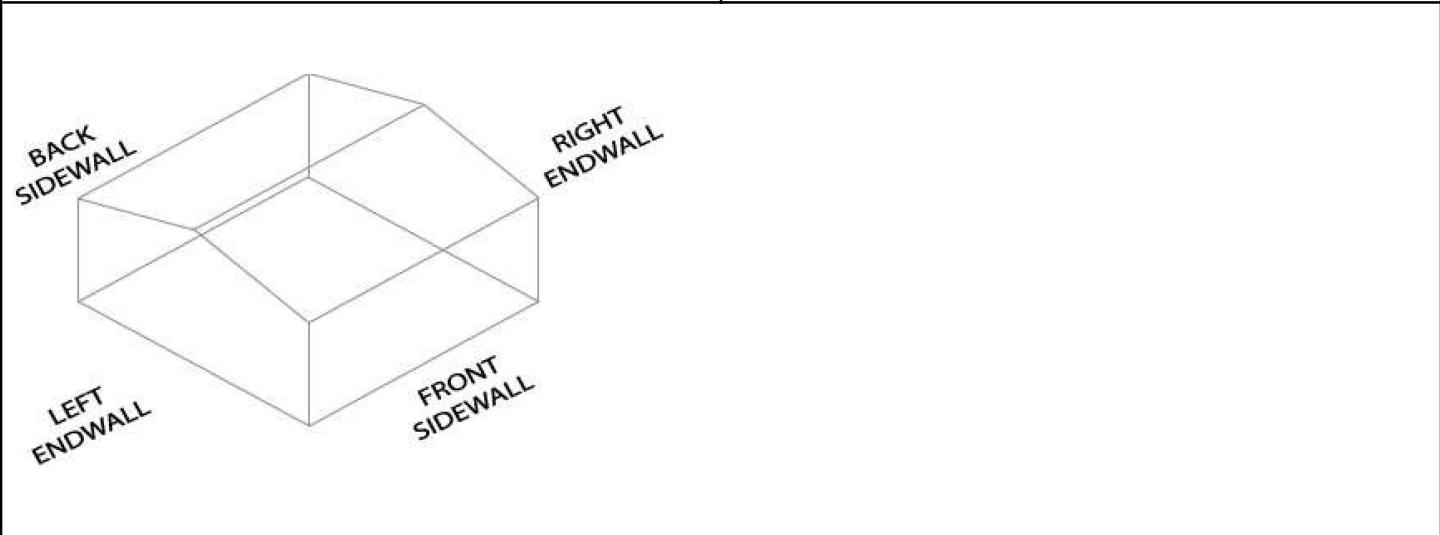 BACK
SIDEWALL
RIGHT
ENDWALL
LEFT
ENDWALL
FRONT
SIDEWALL